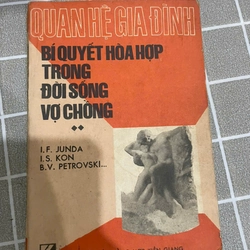 QUAN HỆ GIA ĐÌNH
BÍ QUYẾT HÒA HỢP
TRONG
ĐỜI SỐNG
VỢ CHỒNG
I.F. JUNDA
I.S. KON
B.V. PETROVSKI...